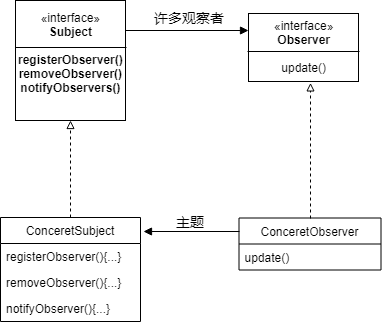 «interface»
Subject
registerObserver()
removeObserver()
notifyObservers()
许多观察者
«interface»
Observer
update()
ConceretSubject
registerObserver(){...}
removeObserver(){...}
notifyObserver(){...}
主题
ConceretObserver
update()